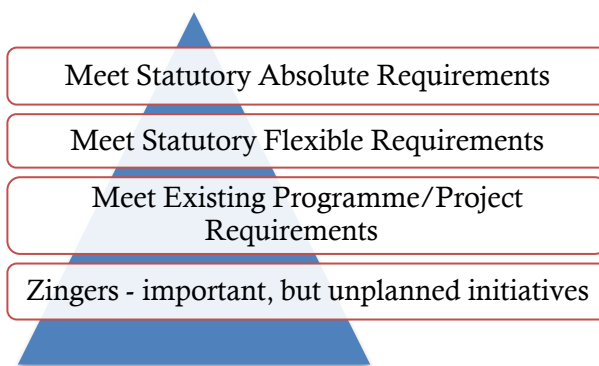 Meet Statutory Absolute Requirements
Meet Statutory Flexible Requirements
Meet Existing Programme/Project
Requirements
Zingers - important, but unplanned initiatives